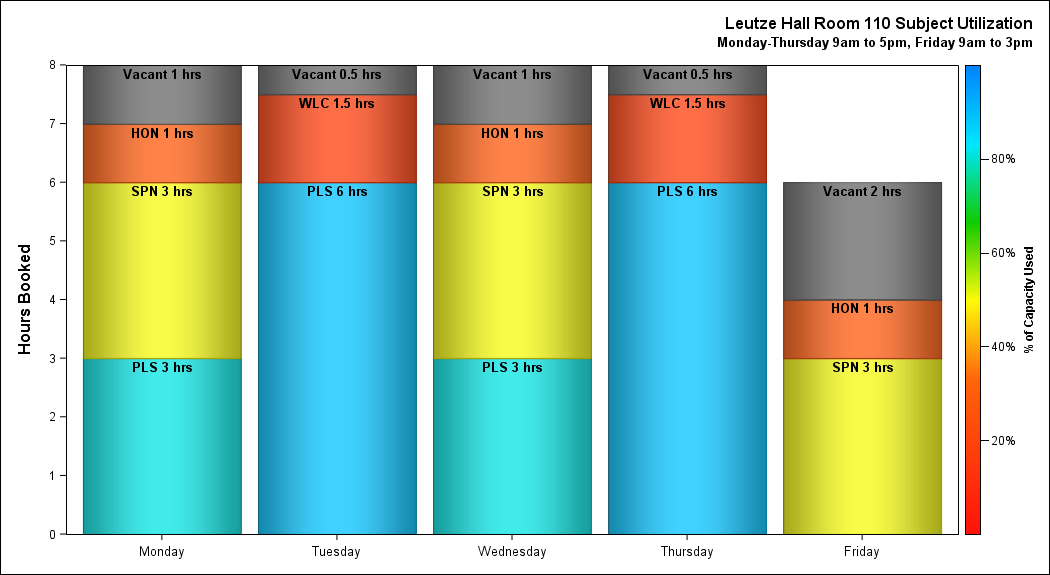 Leutze Hall Room 110 Subject Utilization
Monday-Thursday 9am to 5pm, Friday 9am to 3pm
Hours Booked
8
7
6
5
4
3
2
1
0
Vacant 1 hrs
HON 1 hrs
SPN 3 hrs
PLS 3 hrs
Monday
Vacant 0.5 hrs
WLC 1.5 hrs
PLS 6 hrs
Tuesday
Vacant 1 hrs
HON 1 hrs
SPN 3 hrs
PLS 3 hrs
Wednesday
Vacant 0.5 hrs
WLC 1.5 hrs
PLS 6 hrs
Thursday
Vacant 2 hrs
HON 1 hrs
SPN 3 hrs
Friday
80%
60%
40%
20%
% of Capacity Used